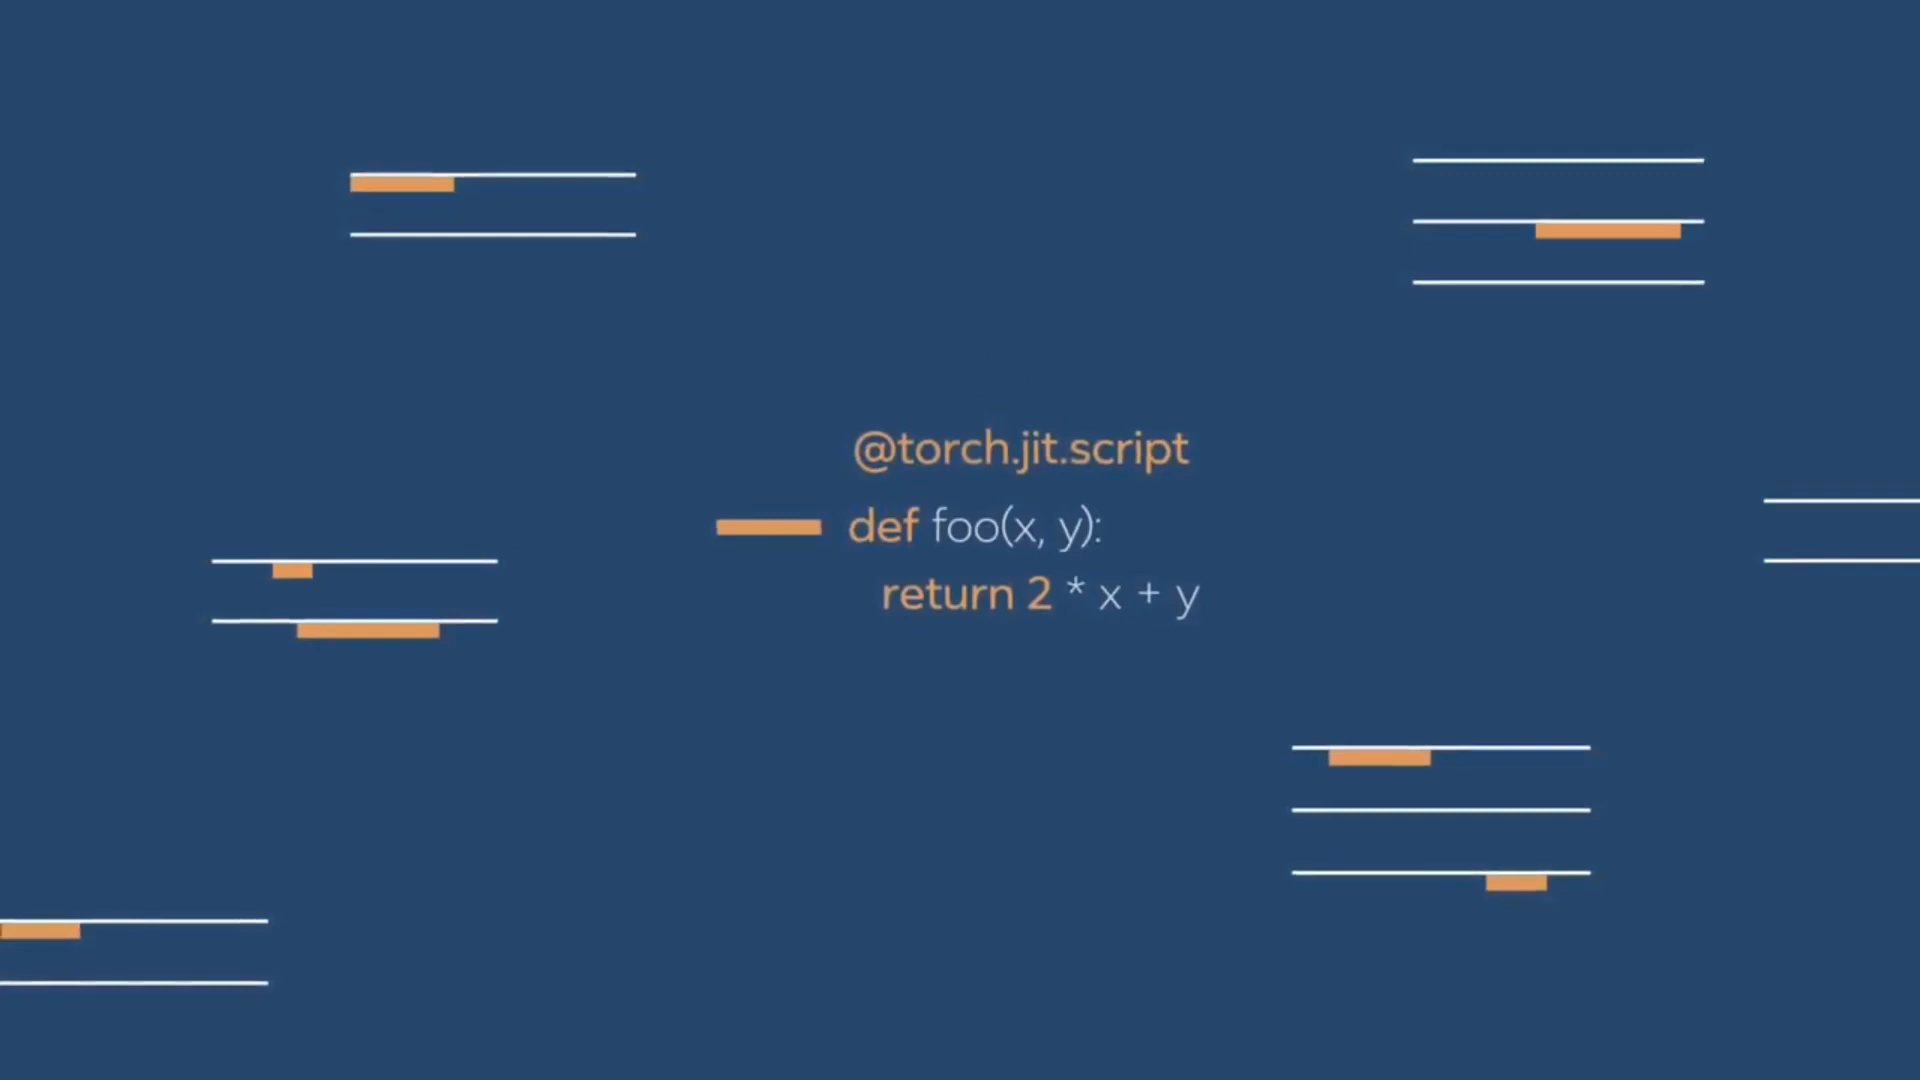 @torch.jit.script
def foo(x, y):
return 2 * x + y